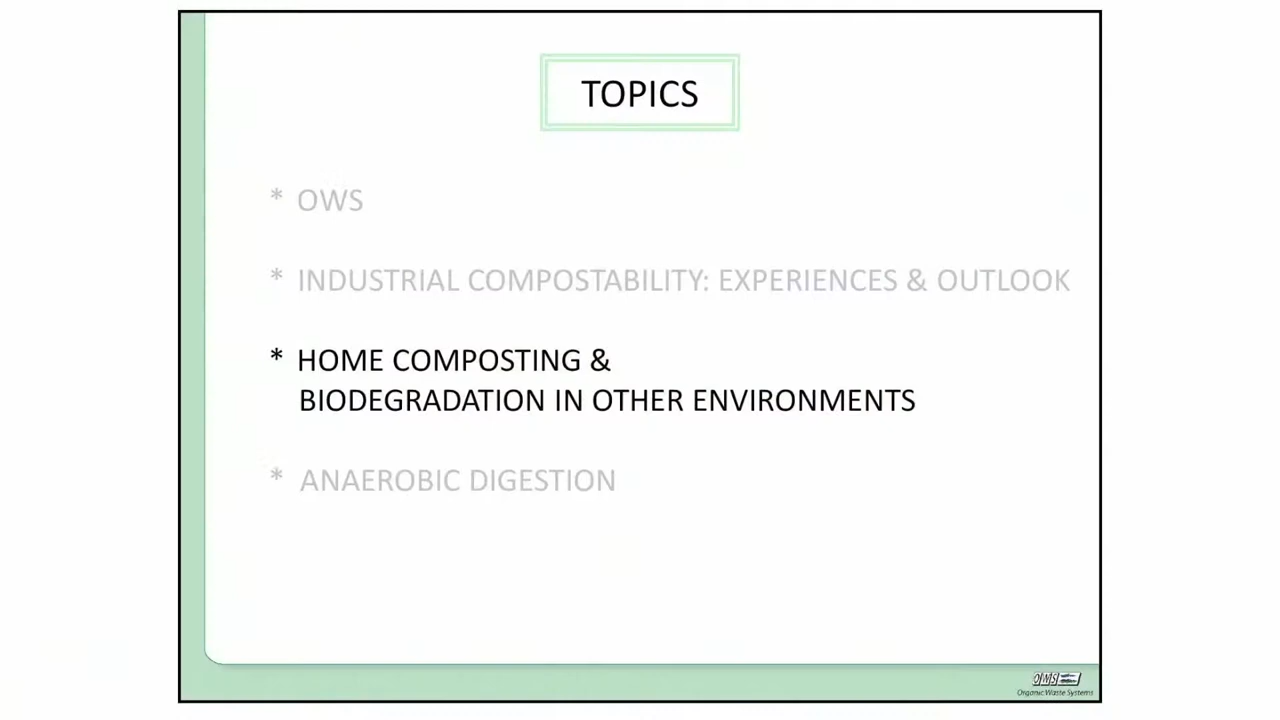 TOPICS
* OWS
* INDUSTRIAL COMPOSTABILITY: EXPERIENCES & OUTLOOK
* HOME COMPOSTING &
BIODEGRADATION IN OTHER ENVIRONMENTS
* ANAEROBIC DIGESTION
OWS
Organic Waste Systems